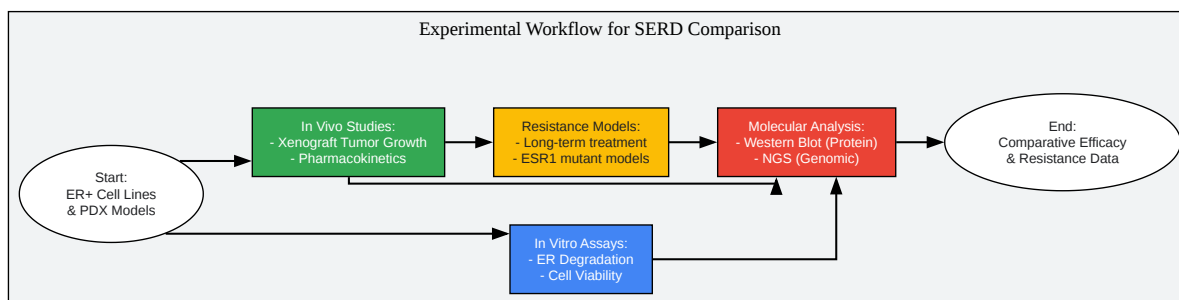 Experimental Workflow for SERD Comparison
Start:
ER+ Cell Lines
& PDX Models
In Vivo Studies:
- Xenograft Tumor Growth
- Pharmacokinetics
Resistance Models:
- Long-term treatment
- ESR1 mutant models
Molecular Analysis:
- Western Blot (Protein)
- NGS (Genomic)
End:
Comparative Efficacy
& Resistance Data
In Vitro Assays:
- ER Degradation
- Cell Viability